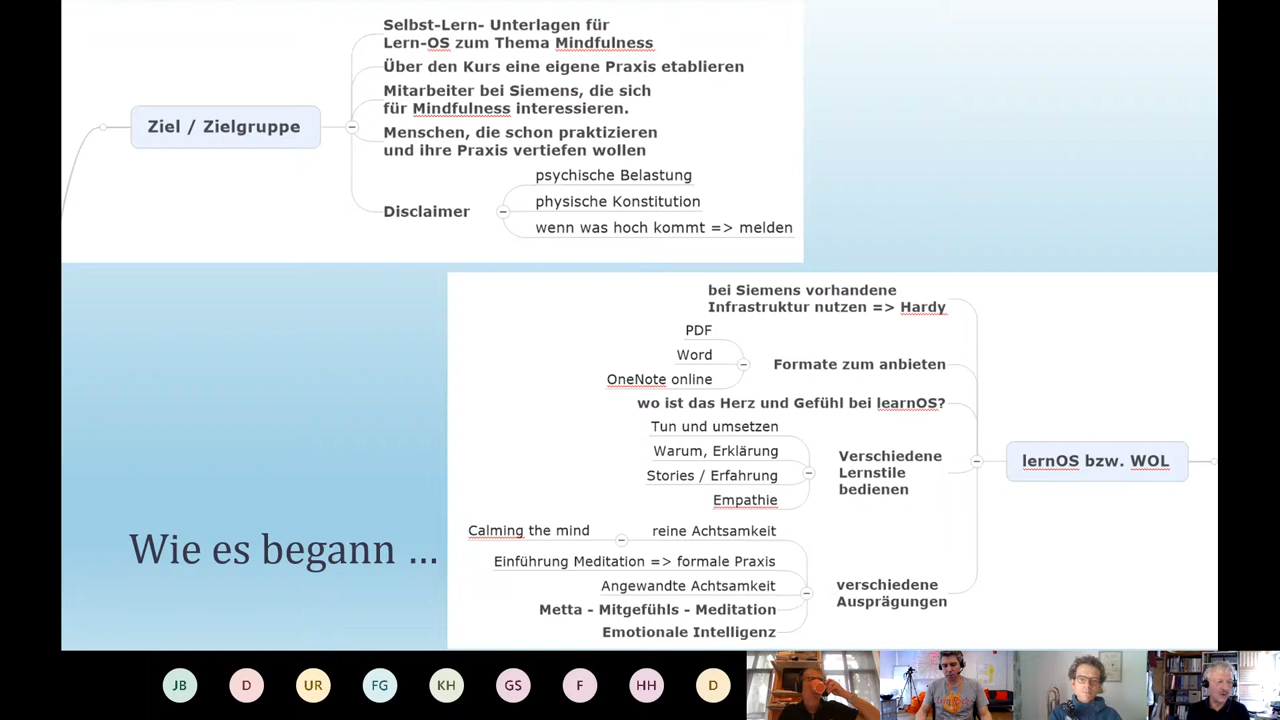 Selbst-Lern- Unterlagen für
Lern-OS zum Thema Mindfulness
Über den Kurs eine eigene Praxis etablieren
Mitarbeiter bei Siemens, die sich
für Mindfulness interessieren.
Ziel / Zielgruppe
Menschen, die schon praktizieren
und ihre Praxis vertiefen wollen
psychische Belastung
physische Konstitution
Disclaimer
wenn was hoch kommt => melden
bei Siemens vorhandene
Infrastruktur nutzen => Hardy
PDF
Word
OneNote online
Formate zum anbieten
wo ist das Herz und Gefühl bei learnOS?
Tun und umsetzen
Warum, Erklärung
Stories / Erfahrung
Empathie
Verschiedene
Lernstile
bedienen
lernOS bzw. WOL
Calming the mind
reine Achtsamkeit
Einführung Meditation => formale Praxis
Angewandte Achtsamkeit
Metta - Mitgefühls - Meditation
Emotionale Intelligenz
verschiedene
Ausprägungen
Wie es begann ...
JB D UR FG KH GS F HH D